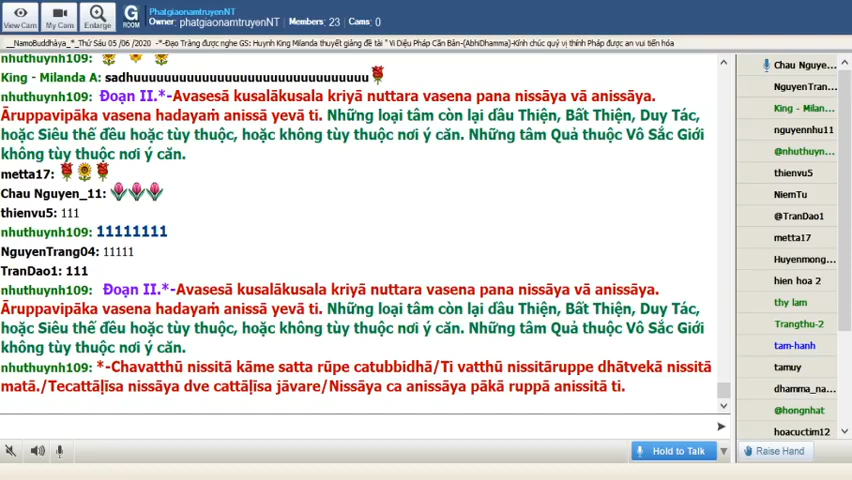 View Cam
My Cam
Enlarge
G
ROOM
PhatgiaonamtruyenNT
Owner: phatgiaonamtruyenNT Members: 23 Cams: 0
__NamoBuddhàya_*_Thứ Sáu 05 /06 /2020 -*-Đạo Tràng được nghe GS: Huynh King Milanda thuyết giảng đề tài " Vi Diệu Pháp Căn Bản-(AbhiDhamma)-Kính chúc quý vị thính Pháp được an vui tiến hóa
nhuthuynh109:
King - Milanda A: sadhuuuuuuuuuuuuuuuuuuuuuuuuuuuuuuu
nhuthuynh109: Đoạn II.*-Avasesā kusalākusala kriyā nuttara vasena pana nissāya vā anissāya.
Āruppavipāka vasena hadayaṁ anissā yevā ti. Những loại tâm còn lại dầu Thiện, Bất Thiện, Duy Tác,
hoặc Siêu thế đều hoặc tùy thuộc, hoặc không tùy thuộc nơi ý căn. Những tâm Quả thuộc Vô Sắc Giới
không tùy thuộc nơi ý căn.
metta17:
Chau Nguyen_11:
thienvu5: 111
nhuthuynh109: 11111111
NguyenTrang04: 11111
TranDao1: 111
nhuthuynh109: Đoạn II.*-Avasesā kusalākusala kriyā nuttara vasena pana nissāya vā anissāya.
Āruppavipāka vasena hadayaṁ anissā yevā ti. Những loại tâm còn lại dầu Thiện, Bất Thiện, Duy Tác,
hoặc Siêu thế đều hoặc tùy thuộc, hoặc không tùy thuộc nơi ý căn. Những tâm Quả thuộc Vô Sắc Giới
không tùy thuộc nơi ý căn.
nhuthuynh109: *-Chavatthū nissitā kāme satta rūpe catubbidhā/Ti vatthū nissitāruppe dhātvekā nissitā
matā./Tecattāḷīsa nissāya dve cattāḷīsa jāvare/Nissāya ca anissāya pākā ruppā anissitā ti.
Chau Nguye...
NguyenTran...
King - Milan...
nguyennhu11
@nhuthuyn...
thienvu5
NiemTu
@TranDao1
metta17
Huyenmong...
hien hoa 2
thy lam
Trangthu-2
tam-hanh
tamuy
dhamma_na...
@hongnhat
hoacuctim12
Hold to Talk
Raise Hand